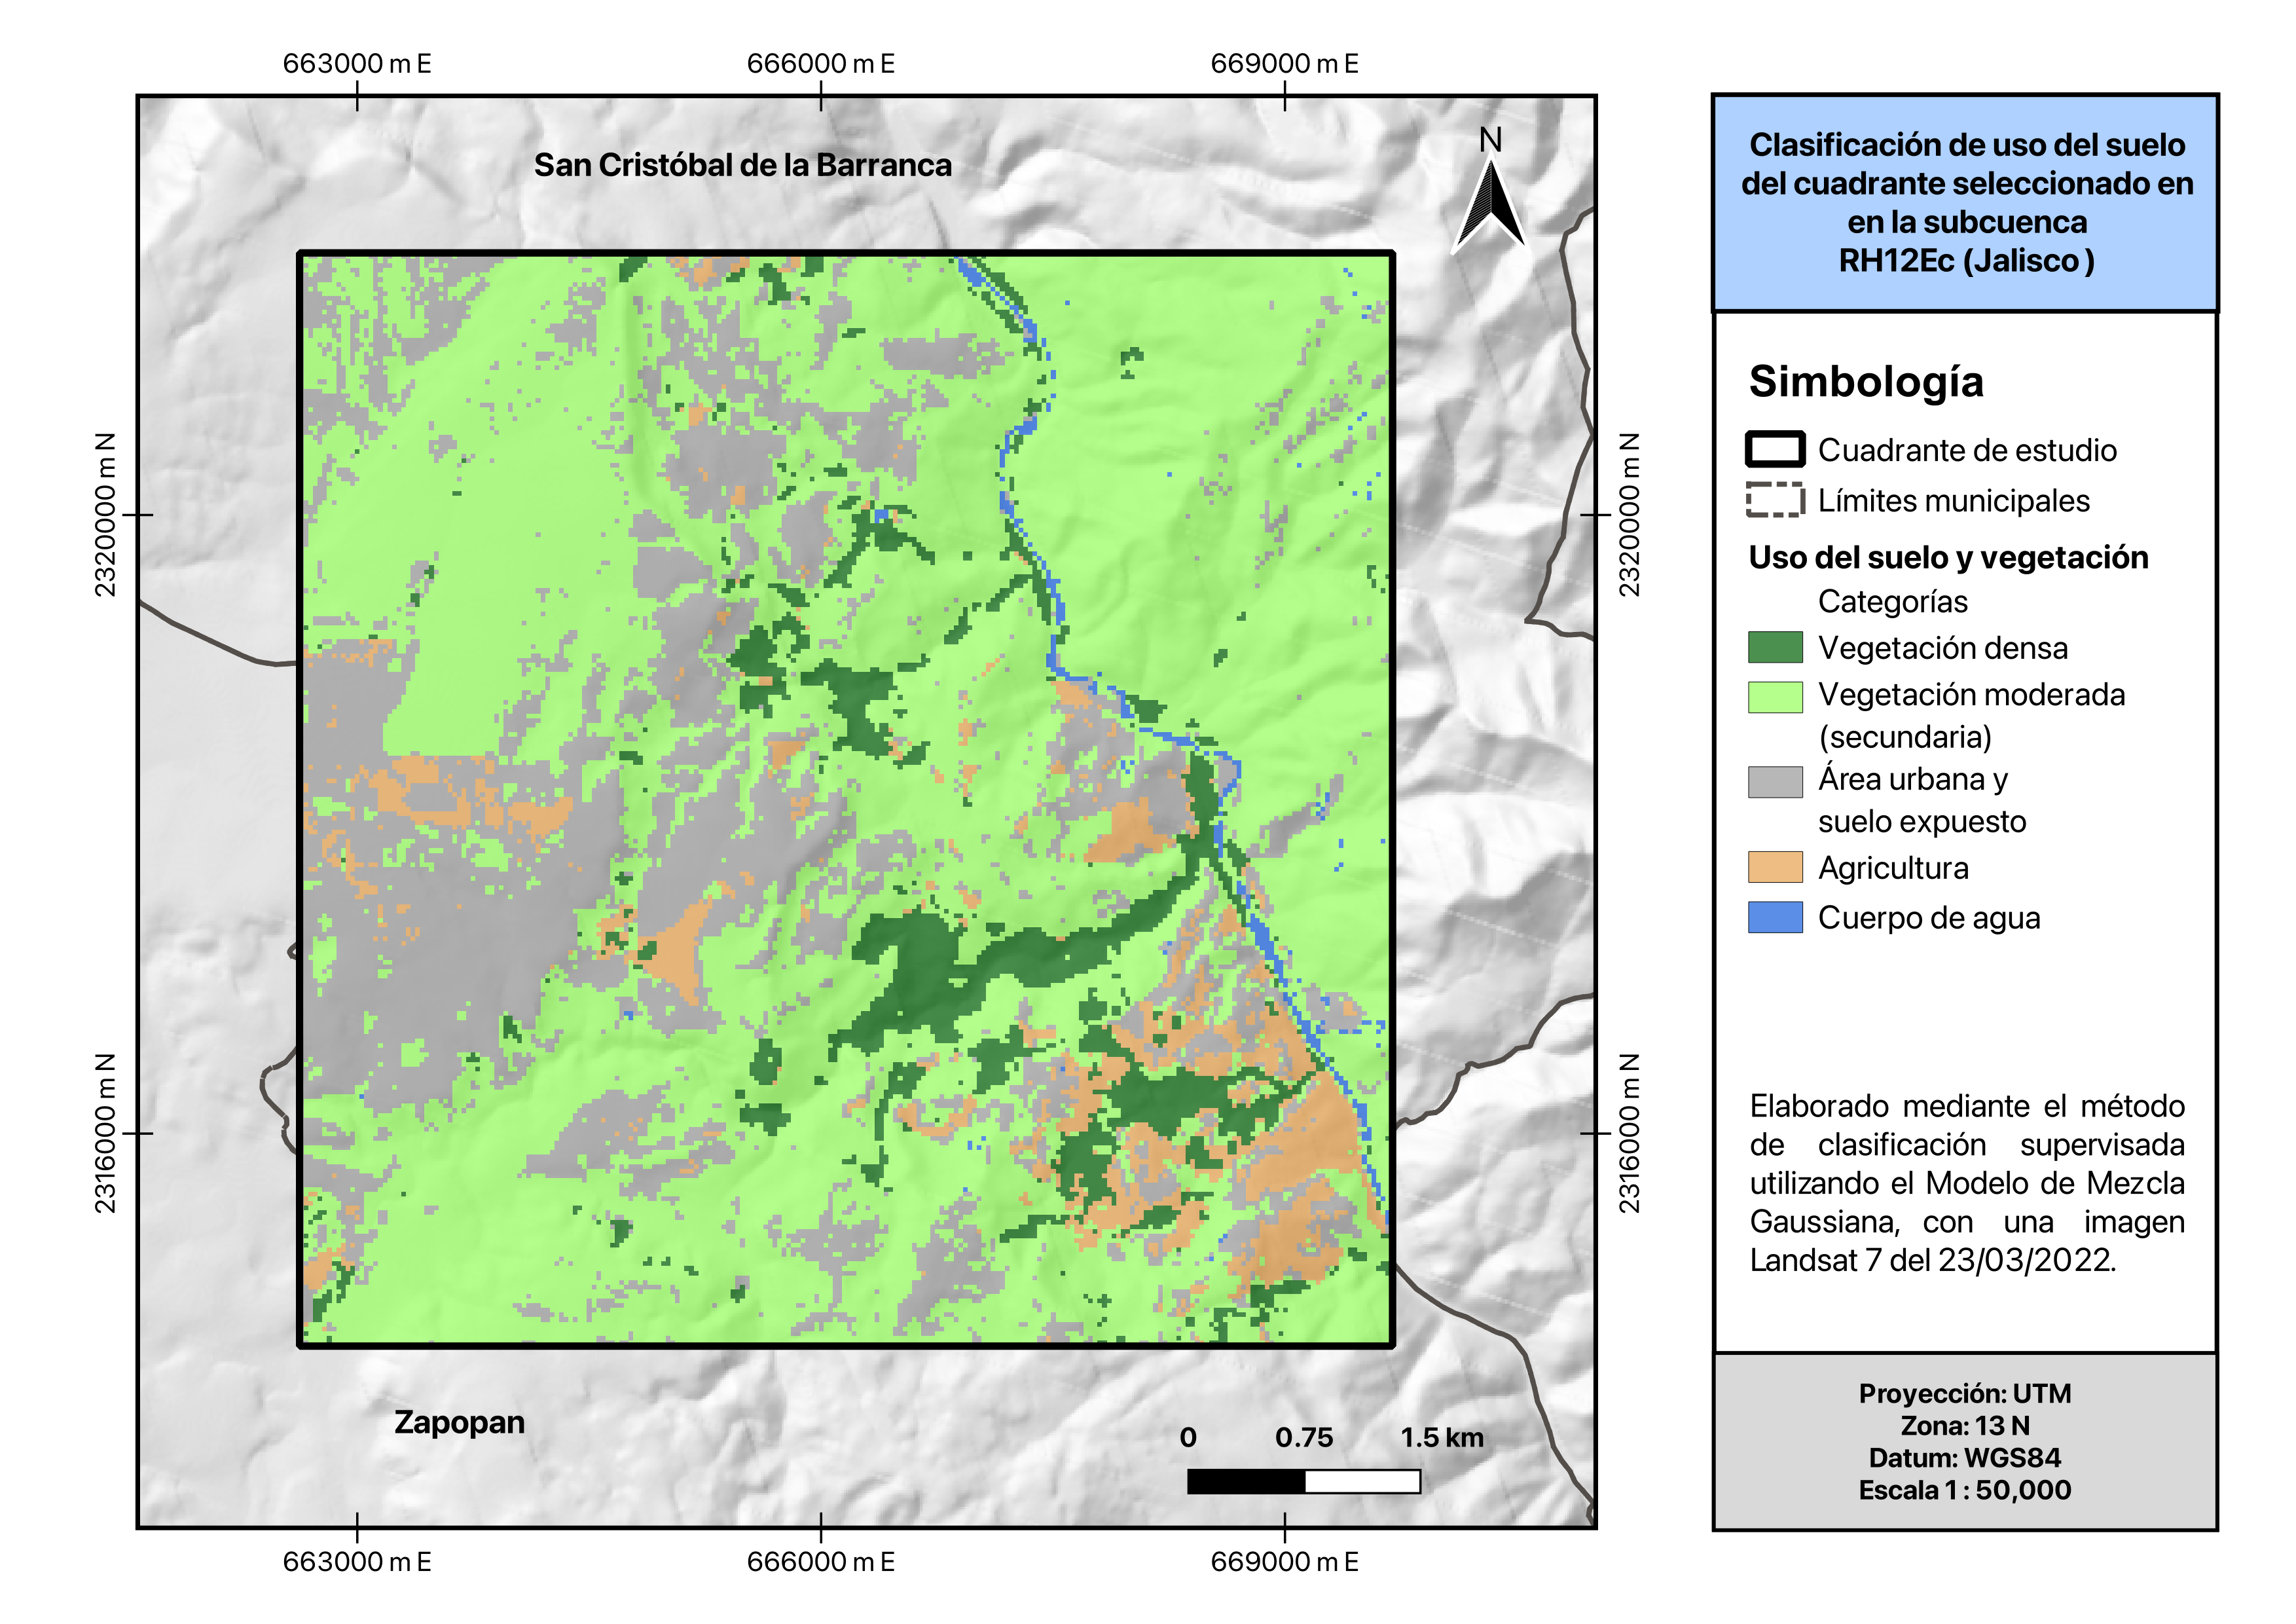 663000 m E
666000 m E
669000 m E
San Cristóbal de la Barranca
N
2320000 m N
2320000 m N
2316000 m N
2316000 m N
Zapopan
0 0.75 1.5 km
663000 m E
666000 m E
669000 m E
Clasificación de uso del suelo
del cuadrante seleccionado en
en la subcuenca
RH12Ec (Jalisco)
Simbología
Cuadrante de estudio
Límites municipales
Uso del suelo y vegetación
Categorías
Vegetación densa
Vegetación moderada
(secundaria)
Área urbana y
suelo expuesto
Agricultura
Cuerpo de agua
Elaborado mediante el método
de clasificación supervisada
utilizando el Modelo de Mezcla
Gaussiana, con una imagen
Landsat 7 del 23/03/2022.
Proyección: UTM
Zona: 13 N
Datum: WGS84
Escala 1 : 50,000